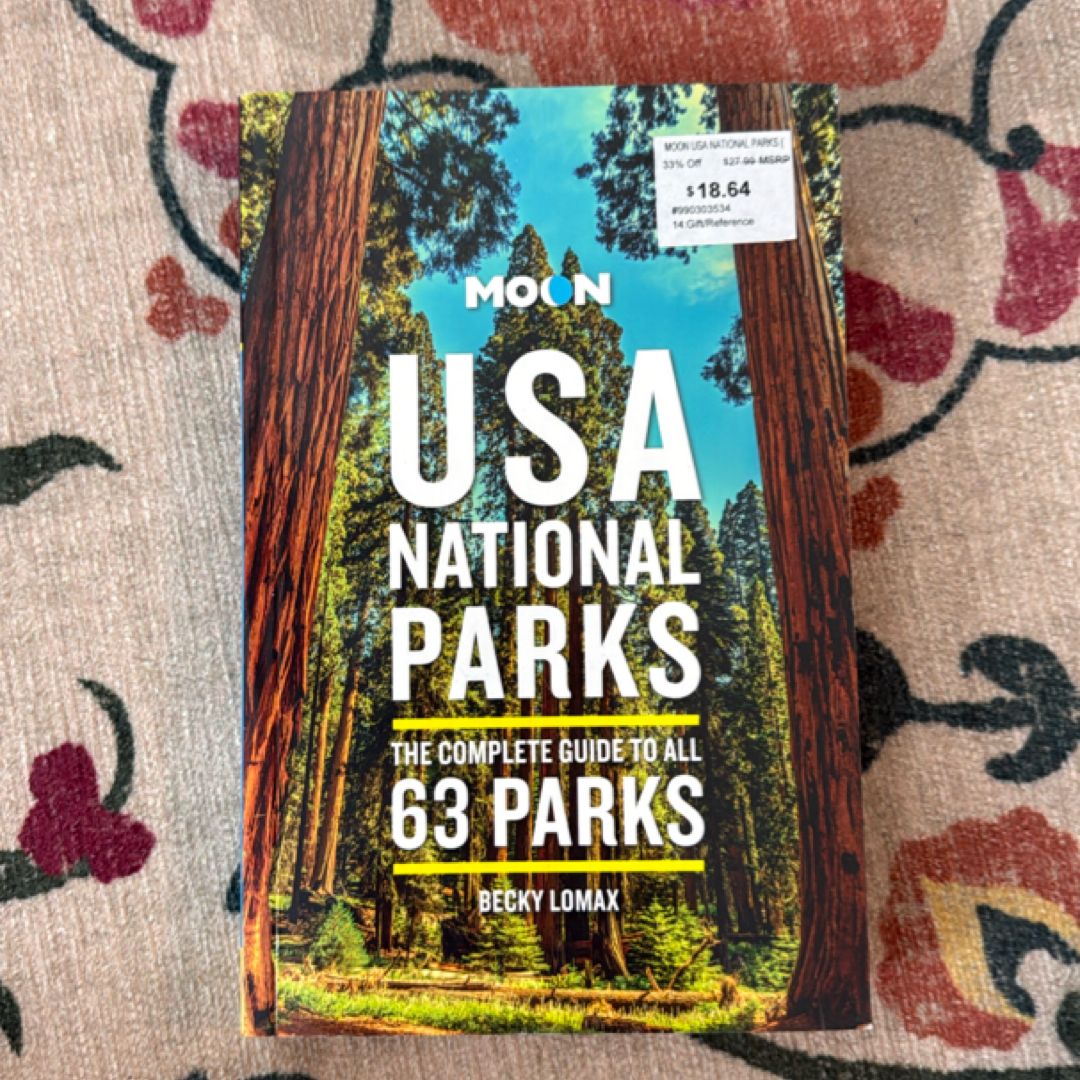 MOON USA NATIONAL PARKS (
33% Off $27.99 MSRP
$18.64
#990303534
14:Gift/Reference
MOON
USA
NATIONAL
PARKS
THE COMPLETE GUIDE TO ALL
63 PARKS
BECKY LOMAX